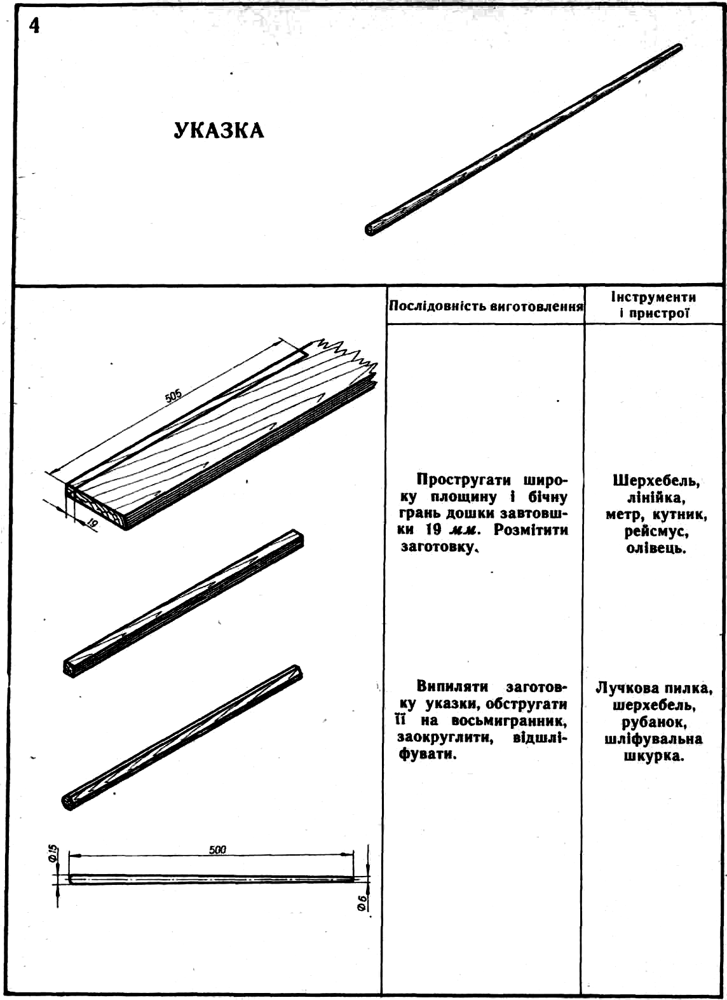 4
УКАЗКА
Послідовність виготовлення
Інструменти
і пристрої
505
19
Простругати широ-
ку площину і бічну
грань дошки завтовш-
ки 19 мм. Розмітити
заготовку.
Шерхебель,
лінійка,
метр, кутник,
рейсмус,
олівець.
Випиляти заготов-
ку указки, обстругати
її на восьмигранник,
заокруглити, відшлі-
фувати.
Лучкова пилка,
шерхебель,
рубанок,
шліфувальна
шкурка.
Ф15
500
Ф6